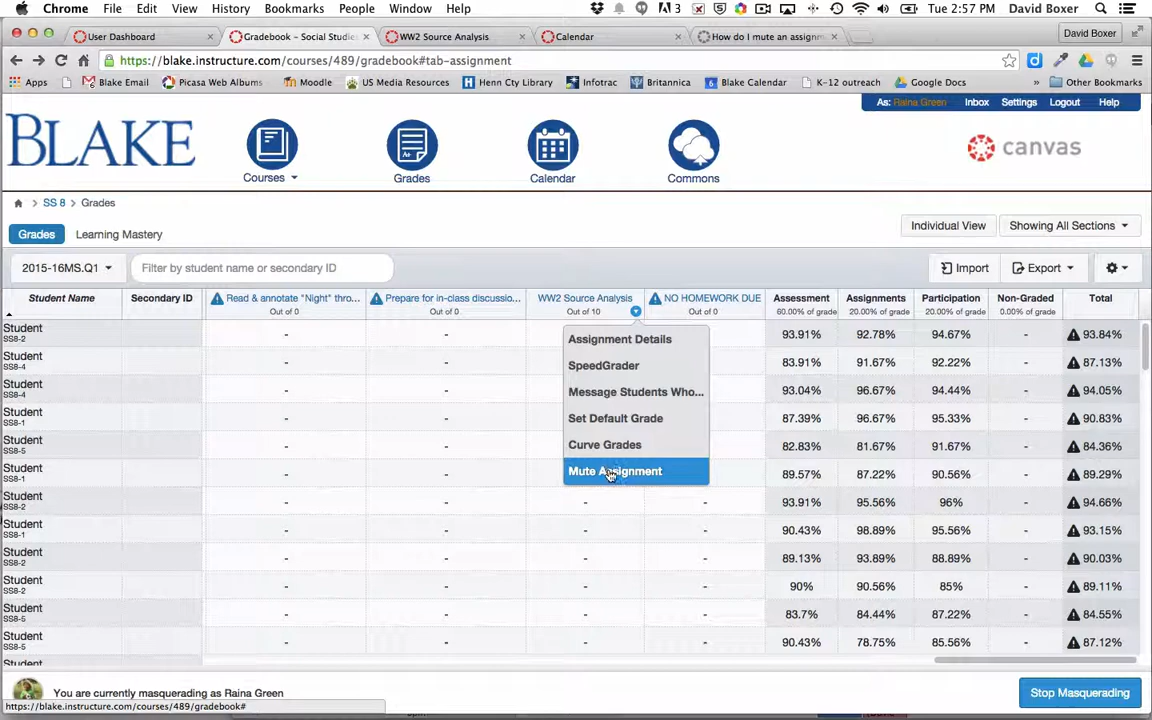 Chrome File Edit View History Bookmarks People Window Help 3 Tue 2:57 PM David Boxer
User Dashboard Gradebook - Social Studies WW2 Source Analysis Calendar How do I mute an assignm David Boxer
https://blake.instructure.com/courses/489/gradebook#tab-assignment
Apps Blake Email Picasa Web Albums Moodle US Media Resources Henn Cty Library Infotrac Britannica Blake Calendar K-12 outreach Google Docs » Other Bookmarks
As: Raina Green Inbox Settings Logout Help
BLAKE
canvas
Courses Grades Calendar Commons
SS 8 > Grades
Grades Learning Mastery Individual View Showing All Sections
2015-16MS.Q1 Filter by student name or secondary ID Import Export
Student Name Secondary ID Read & annotate "Night" thro... Prepare for in-class discussio... WW2 Source Analysis NO HOMEWORK DUE Assessment Assignments Participation Non-Graded Total
Out of 0 Out of 0 Out of 10 Out of 0 60.00% of grade 20.00% of grade 20.00% of grade 0.00% of grade
Student
SS8-2
- - 93.91% 92.78% 94.67% - 93.84%
Student
SS8-4
- - 83.91% 91.67% 92.22% - 87.13%
Student
SS8-1
- - 93.04% 96.67% 94.44% - 94.05%
Student
SS8-1
- - 87.39% 96.67% 95.33% - 90.83%
Student
SS8-5
- - 82.83% 81.67% 91.67% - 84.36%
Student
SS8-1
- - 89.57% 87.22% 90.56% - 89.29%
Student
SS8-2
- - - - 93.91% 95.56% 96% - 94.66%
Student
SS8-1
- - - - 90.43% 98.89% 95.56% - 93.15%
Student
SS8-2
- - - - 89.13% 93.89% 88.89% - 90.03%
Student
SS8-2
- - - - 90% 90.56% 85% - 89.11%
Student
SS8-5
- - - - 83.7% 84.44% 87.22% - 84.55%
Student
SS8-5
- - - - 90.43% 78.75% 85.56% - 87.12%
Student
Assignment Details
SpeedGrader
Message Students Who...
Set Default Grade
Curve Grades
Mute Assignment
You are currently masquerading as Raina Green
Stop Masquerading
https://blake.instructure.com/courses/489/gradebook#